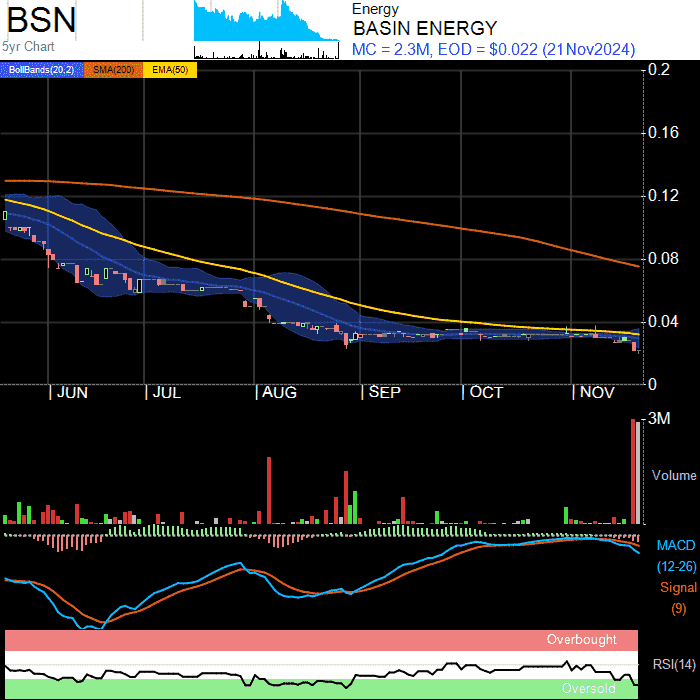 BSN
5yr Chart
Energy
BASIN ENERGY
MC = 2.3M, EOD = $0.022 (21Nov2024)
BollBands(20,2) SMA(200) EMA(50)
0.2
0.16
0.12
0.08
0.04
0
JUN JUL AUG SEP OCT NOV
3M
Volume
MACD
(12-26)
Signal
(9)
Overbought
RSI(14)
Oversold